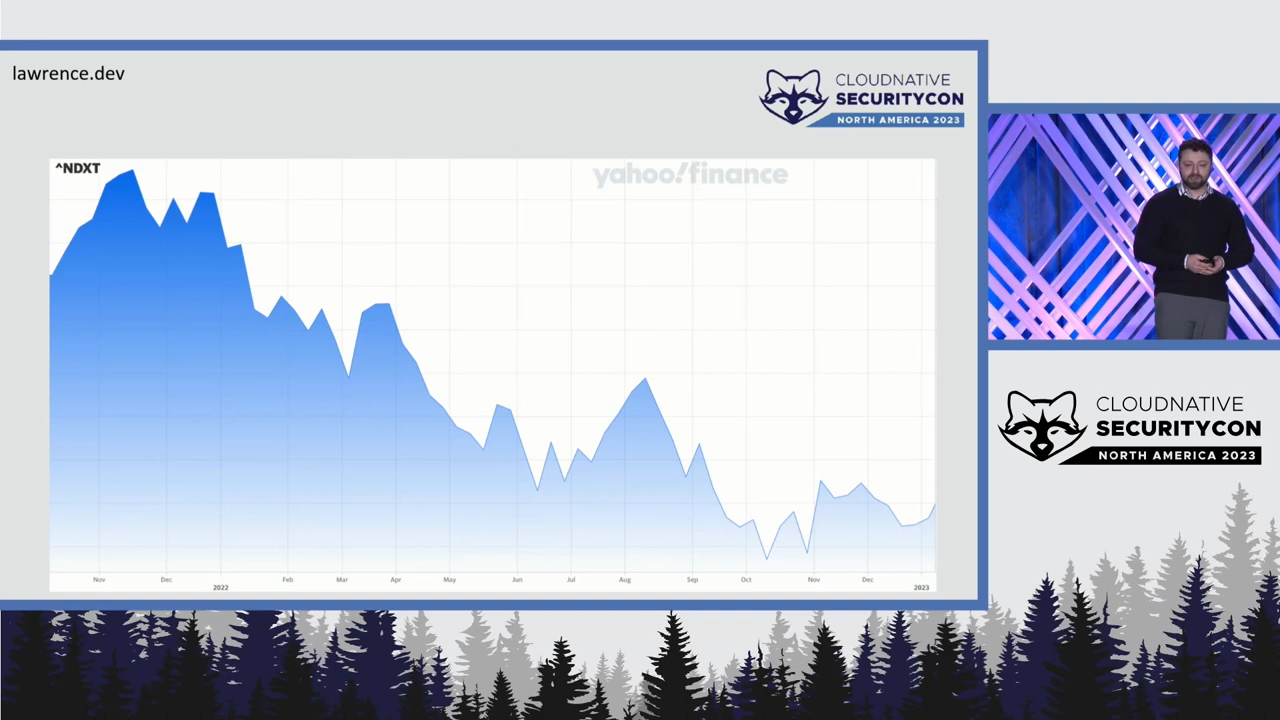 lawrence.dev
CLOUDNATIVE
SECURITYCON
NORTH AMERICA 2023
^NDXT
yahoo!finance
Nov Dec 2022 Feb Mar Apr May Jun Jul Aug Sep Oct Nov Dec 2023
CLOUDNATIVE
SECURITYCON
NORTH AMERICA 2023